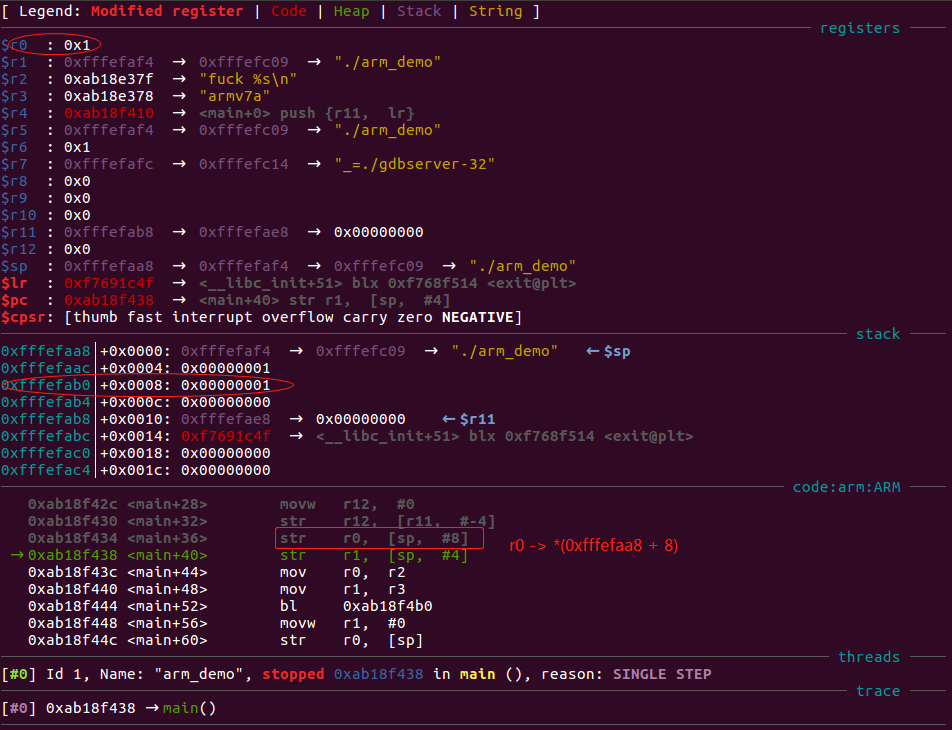 [ Legend: Modified register | Code | Heap | Stack | String ]
registers
$r0  : 0x1
$r1  : 0xfffefaf4  →  0xfffefc09  →  "./arm_demo"
$r2  : 0xab18e37f  →  "fuck %s\n"
$r3  : 0xab18e378  →  "armv7a"
$r4  : 0xab18f410  →  <main+0> push {r11,  lr}
$r5  : 0xfffefaf4  →  0xfffefc09  →  "./arm_demo"
$r6  : 0x1
$r7  : 0xfffefafc  →  0xfffefc14  →  "_=./gdbserver-32"
$r8  : 0x0
$r9  : 0x0
$r10 : 0x0
$r11 : 0xfffefab8  →  0xfffefae8  →  0x00000000
$r12 : 0x0
$sp  : 0xfffefaa8  →  0xfffefaf4  →  0xfffefc09  →  "./arm_demo"
$lr  : 0xf7691c4f  →  <__libc_init+51> blx 0xf768f514 <exit@plt>
$pc  : 0xab18f438  →  <main+40> str r1,  [sp,  #4]
$cpsr: [thumb fast interrupt overflow carry zero NEGATIVE]
stack
0xfffefaa8│+0x0000: 0xfffefaf4  →  0xfffefc09  →  "./arm_demo"   ← $sp
0xfffefaac│+0x0004: 0x00000001
0xfffefab0│+0x0008: 0x00000001
0xfffefab4│+0x000c: 0x00000000
0xfffefab8│+0x0010: 0xfffefae8  →  0x00000000    ← $r11
0xfffefabc│+0x0014: 0xf7691c4f  →  <__libc_init+51> blx 0xf768f514 <exit@plt>
0xfffefac0│+0x0018: 0x00000000
0xfffefac4│+0x001c: 0x00000000
code:arm:ARM
0xab18f42c <main+28>        movw   r12,  #0
0xab18f430 <main+32>        str    r12,  [r11,  #-4]
0xab18f434 <main+36>        str    r0,  [sp,  #8]   r0 -> *(0xfffefaa8 + 8)
→ 0xab18f438 <main+40>        str    r1,  [sp,  #4]
0xab18f43c <main+44>        mov    r0,  r2
0xab18f440 <main+48>        mov    r1,  r3
0xab18f444 <main+52>        bl     0xab18f4b0
0xab18f448 <main+56>        movw   r1,  #0
0xab18f44c <main+60>        str    r0,  [sp]
threads
[#0] Id 1, Name: "arm_demo", stopped 0xab18f438 in main (), reason: SINGLE STEP
trace
[#0] 0xab18f438 → main()